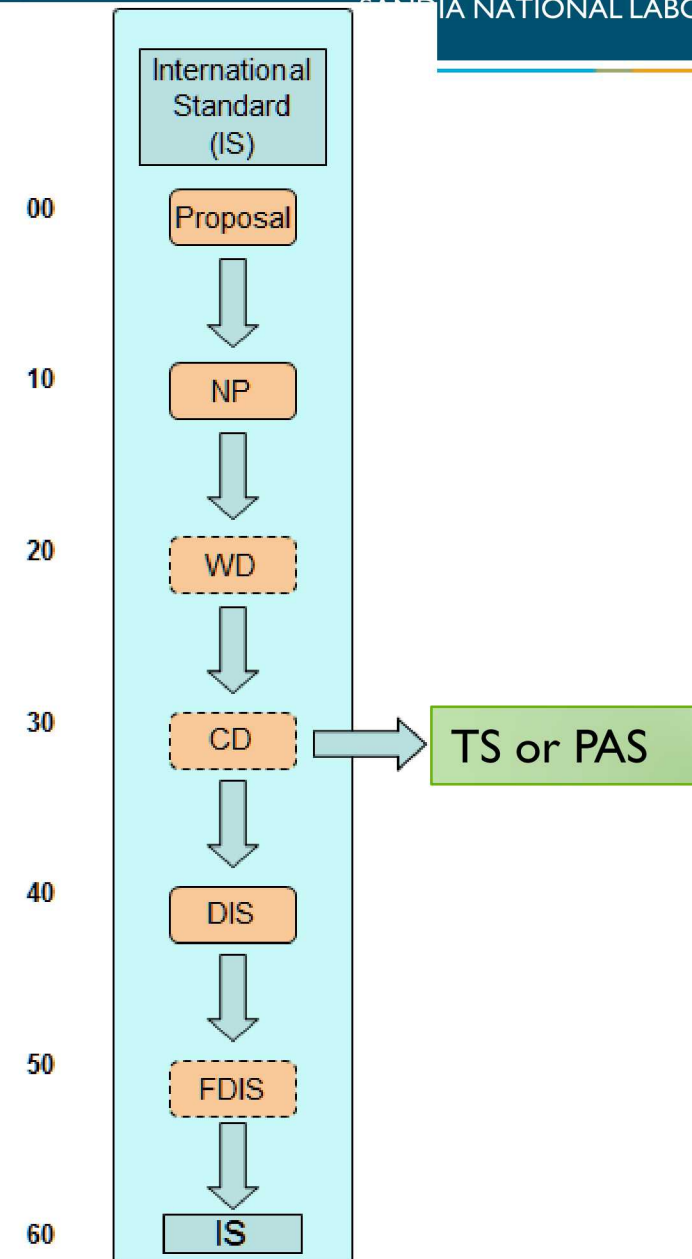 IA NATIONAL LABO
International
Standard
(IS)
00
Proposal
10
NP
20
WD
30
CD
TS or PAS
40
DIS
50
FDIS
60
IS